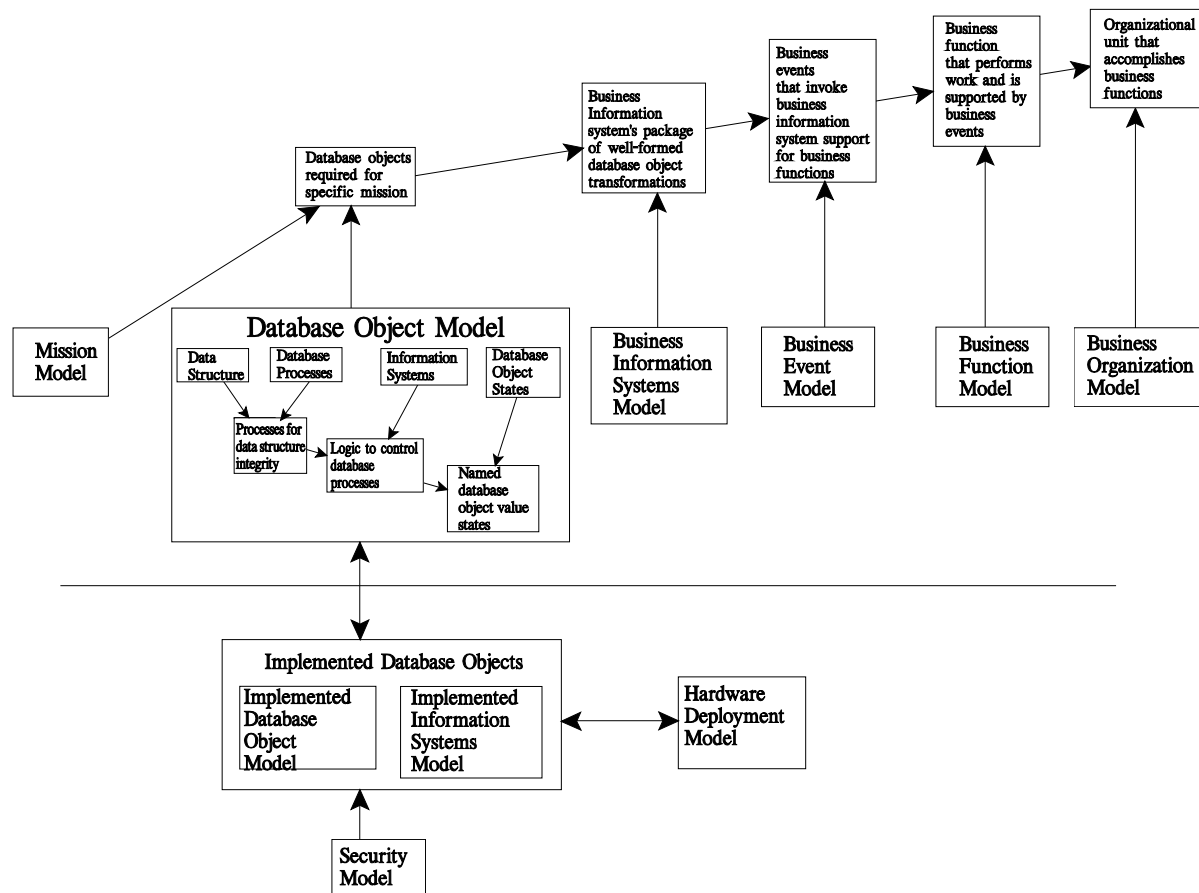 Organizational
unit that
accomplishes
business
functions
Business
function
that performs
work and is
supported by
business
events
Business
events
that invoke
business
information
system support
for business
functions
Business
Information
system's package
of well-formed
database object
transformations
Database objects
required for
specific mission
Mission
Model
Database Object Model
Data
Structure
Database
Processes
Information
Systems
Database
Object
States
Processes for
data structure
integrity
Logic to control
database
processes
Named
database
object value
states
Business
Information
Systems
Model
Business
Event
Model
Business
Function
Model
Business
Organization
Model
Implemented Database Objects
Implemented
Database
Object
Model
Implemented
Information
Systems
Model
Hardware
Deployment
Model
Security
Model